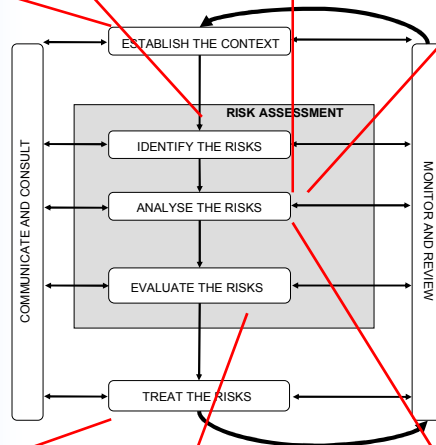 ESTABLISH THE CONTEXT
RISK ASSESSMENT
IDENTIFY THE RISKS
ANALYSE THE RISKS
EVALUATE THE RISKS
TREAT THE RISKS
COMMUNICATE AND CONSULT
MONITOR AND REVIEW